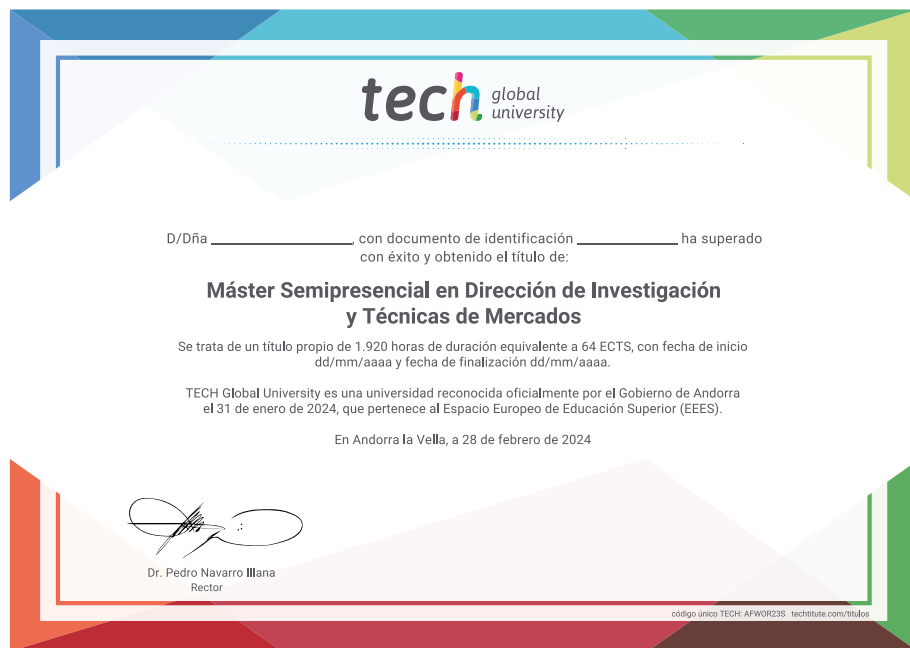 tech global university
D/Dña ________________, con documento de identificación ____________ ha superado
con éxito y obtenido el título de:
Máster Semipresencial en Dirección de Investigación
y Técnicas de Mercados
Se trata de un título propio de 1.920 horas de duración equivalente a 64 ECTS, con fecha de inicio
dd/mm/aaaa y fecha de finalización dd/mm/aaaa.
TECH Global University es una universidad reconocida oficialmente por el Gobierno de Andorra
el 31 de enero de 2024, que pertenece al Espacio Europeo de Educación Superior (EEES).
En Andorra la Vella, a 28 de febrero de 2024
Dr. Pedro Navarro Illana
Rector
código único TECH: AFWOR23S techtitute.com/titulos